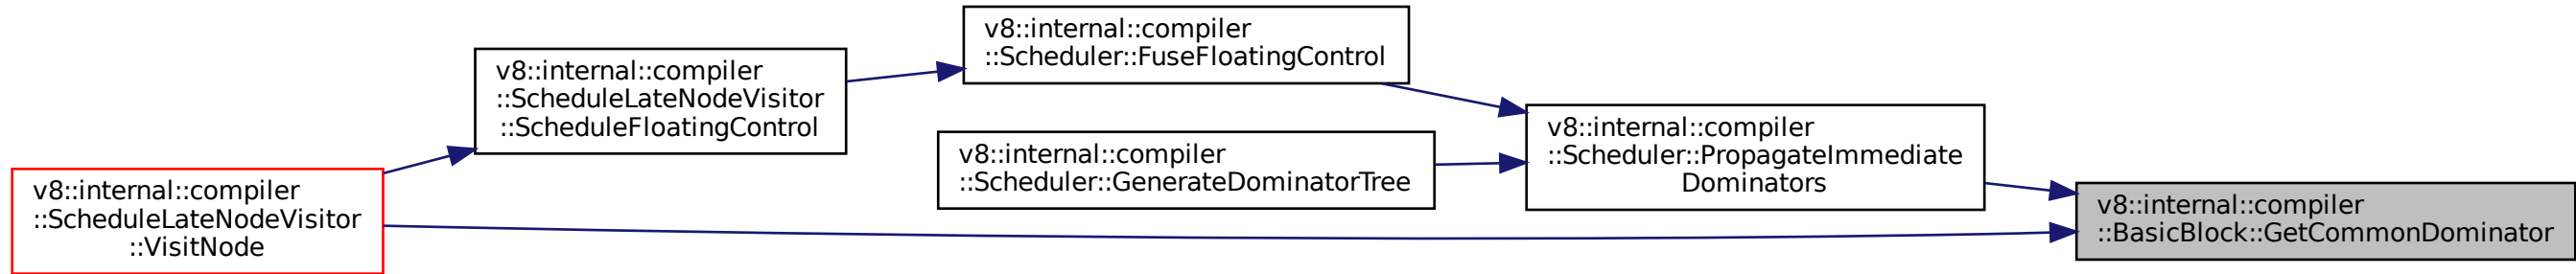 v8::internal::compiler
::ScheduleLateNodeVisitor
::VisitNode
v8::internal::compiler
::ScheduleLateNodeVisitor
::ScheduleFloatingControl
v8::internal::compiler
::Scheduler::FuseFloatingControl
v8::internal::compiler
::Scheduler::GenerateDominatorTree
v8::internal::compiler
::Scheduler::PropagateImmediate
Dominators
v8::internal::compiler
::BasicBlock::GetCommonDominator